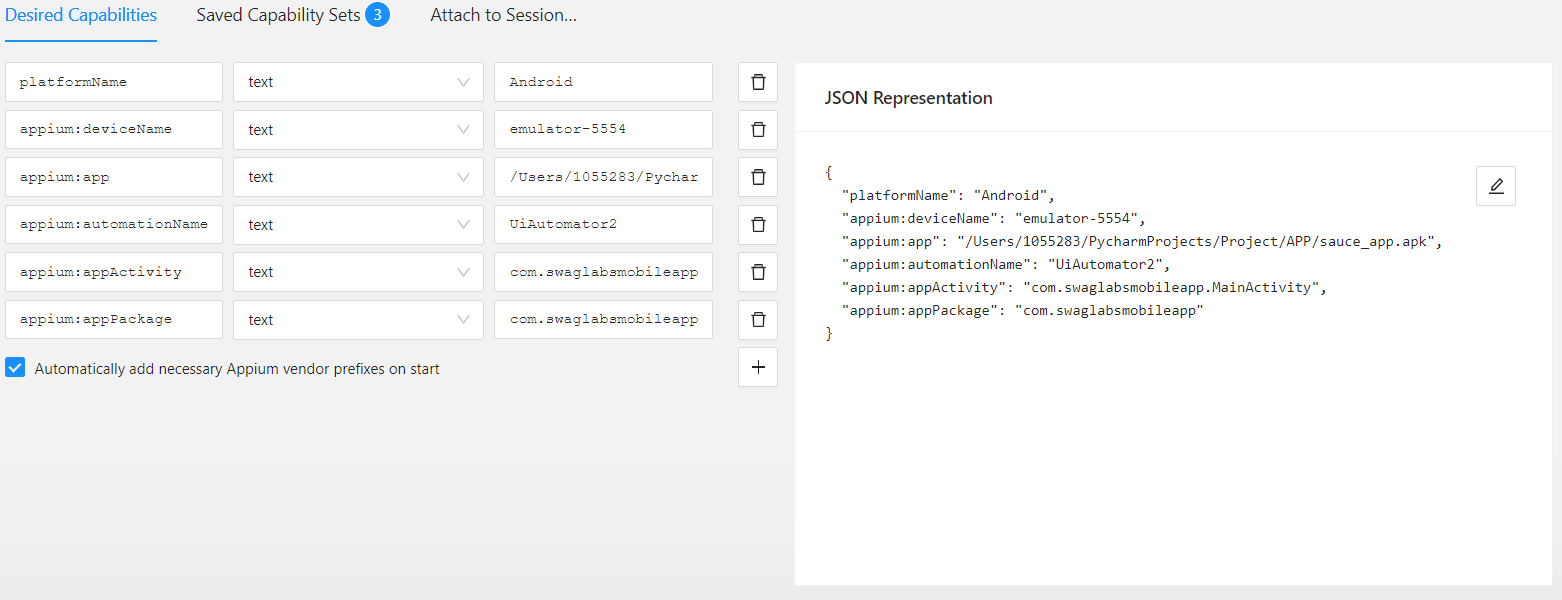 Desired Capabilities Saved Capability Sets 3 Attach to Session...
platformName text Android
appium:deviceName text emulator-5554
appium:app text /Users/1055283/Pychar
appium:automationName text UiAutomator2
appium:appActivity text com.swaglabsmobileapp
appium:appPackage text com.swaglabsmobileapp
Automatically add necessary Appium vendor prefixes on start
JSON Representation
{
"platformName": "Android",
"appium:deviceName": "emulator-5554",
"appium:app": "/Users/1055283/PycharmProjects/Project/APP/sauce_app.apk",
"appium:automationName": "UiAutomator2",
"appium:appActivity": "com.swaglabsmobileapp.MainActivity",
"appium:appPackage": "com.swaglabsmobileapp"
}